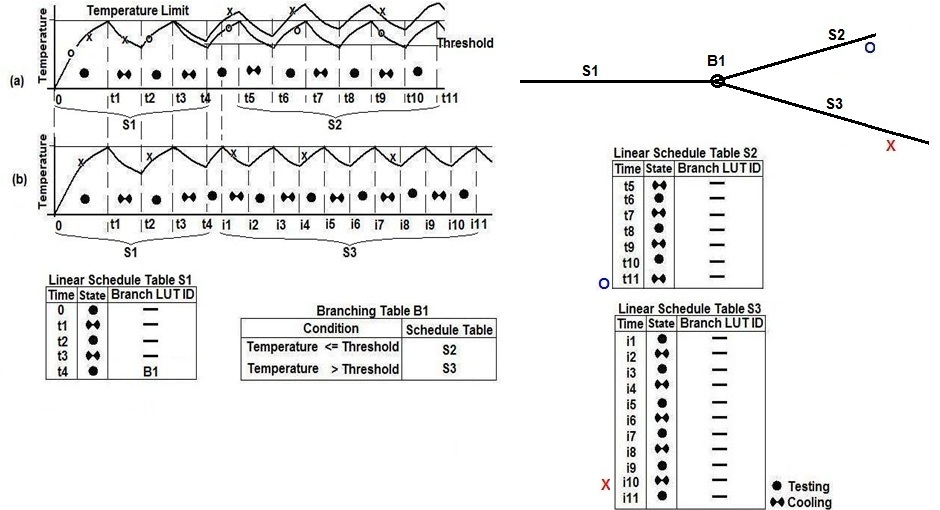 Temperature
Temperature Limit
Threshold
(a)
0 t1 t2 t3 t4 t5 t6 t7 t8 t9 t10 t11
S1 S2
Temperature
(b)
0 t1 t2 t3 t4 i1 i2 i3 i4 i5 i6 i7 i8 i9 i10 i11
S1 S3
Linear Schedule Table S1
Time State Branch LUT ID
0 —
t1 —
t2 —
t3 —
t4 B1
Branching Table B1
Condition Schedule Table
Temperature <= Threshold S2
Temperature > Threshold S3
S1 B1 S2
O
S3
X
Linear Schedule Table S2
Time State Branch LUT ID
t5 —
t6 —
t7 —
t8 —
t9 —
t10 —
O t11 —
Linear Schedule Table S3
Time State Branch LUT ID
i1 —
i2 —
i3 —
i4 —
i5 —
i6 —
i7 —
i8 —
i9 —
X i10 —
i11 —
Testing
Cooling